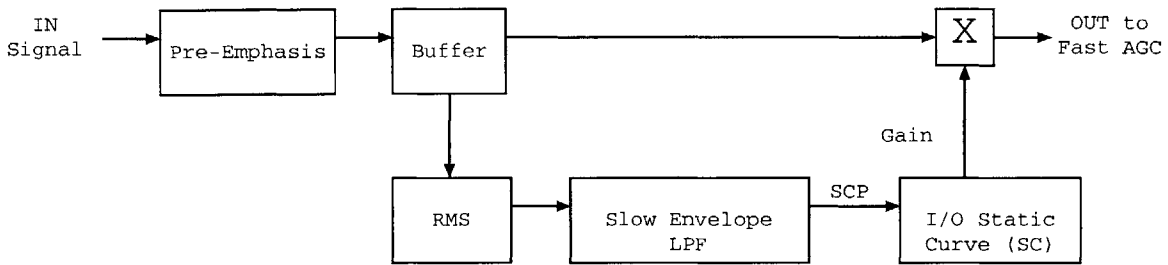 IN
Signal
Pre-Emphasis
Buffer
X
OUT to
Fast AGC
Gain
RMS
Slow Envelope
LPF
SCP
I/O Static
Curve (SC)